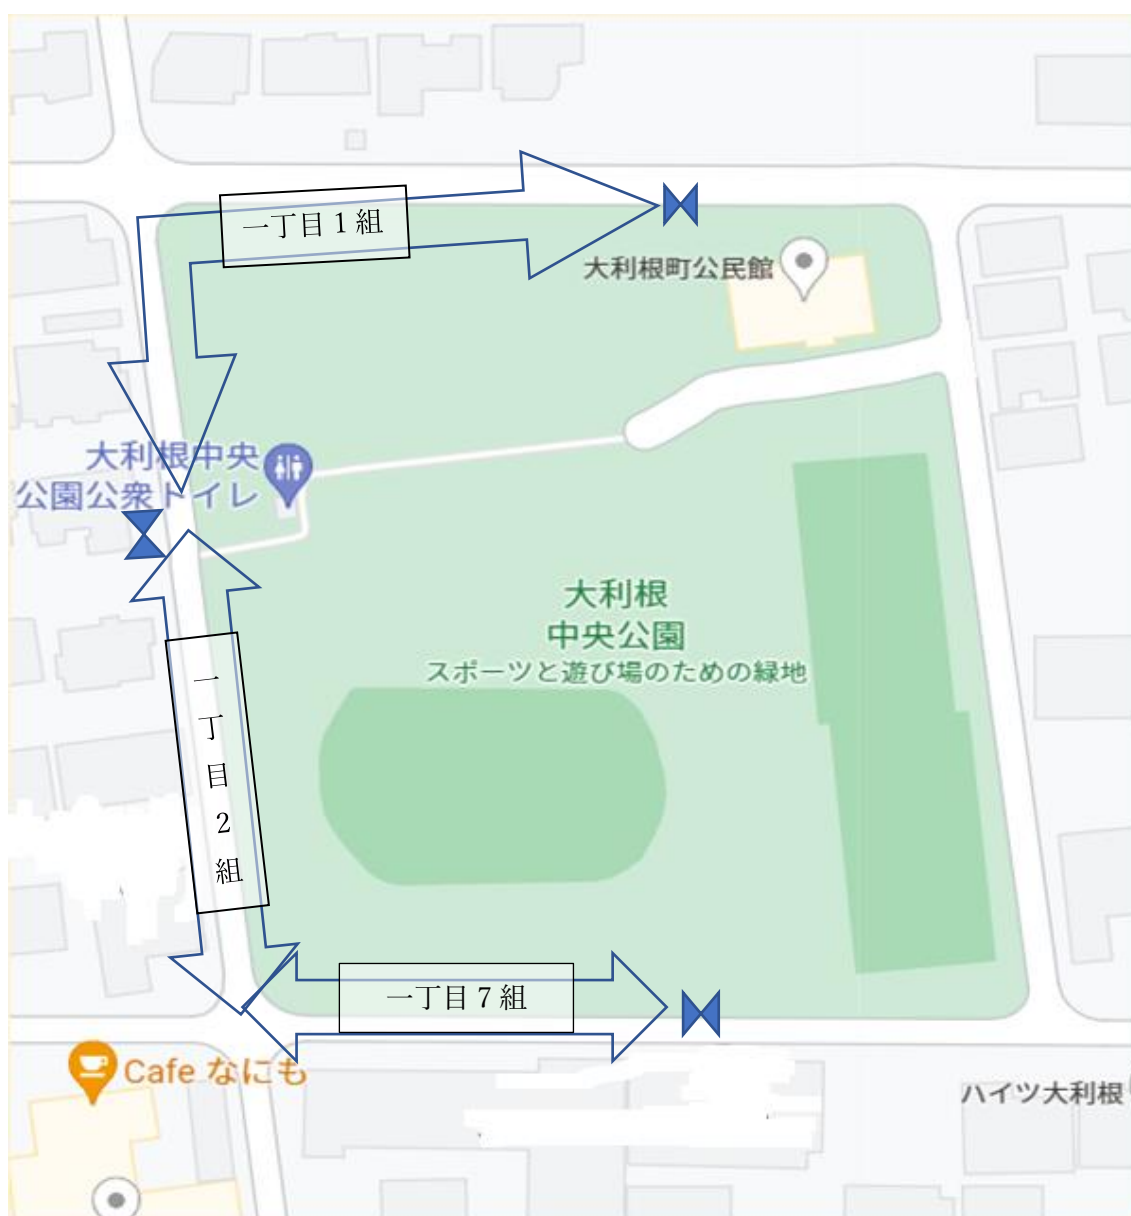 一丁目1組
大利根町公民館
大利根中央
公園公衆トイレ
大利根
中央公園
スポーツと遊び場のための緑地
一丁目2組
一丁目7組
Cafe なにも
ハイツ大利根